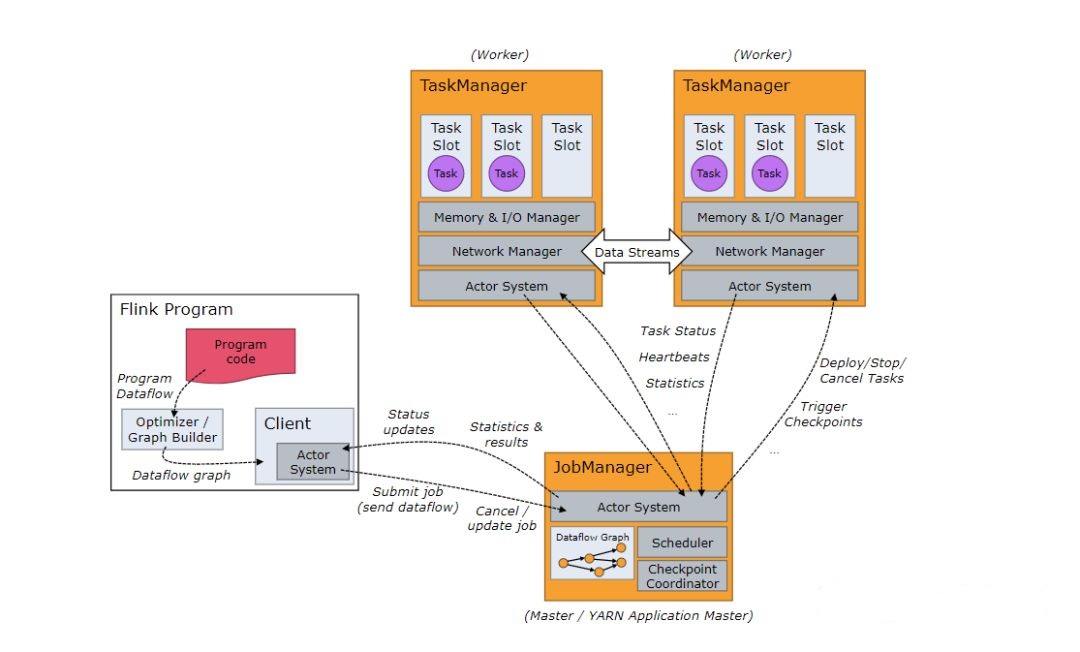 (Worker)
(Worker)
TaskManager
Task
Slot
Task
Task
Slot
Task
Task
Slot
Memory & I/O Manager
Network Manager
Actor System
TaskManager
Task
Slot
Task
Task
Slot
Task
Task
Slot
Memory & I/O Manager
Network Manager
Actor System
Data Streams
Flink Program
Program
code
Program
Dataflow
Optimizer /
Graph Builder
Dataflow graph
Client
Actor
System
Status
updates
Statistics &
results
Submit job
(send dataflow)
Cancel /
update job
Task Status
Heartbeats
Statistics
...
Deploy/Stop/
Cancel Tasks
Trigger
Checkpoints
...
JobManager
Actor System
Dataflow Graph
Scheduler
Checkpoint
Coordinator
(Master / YARN Application Master)